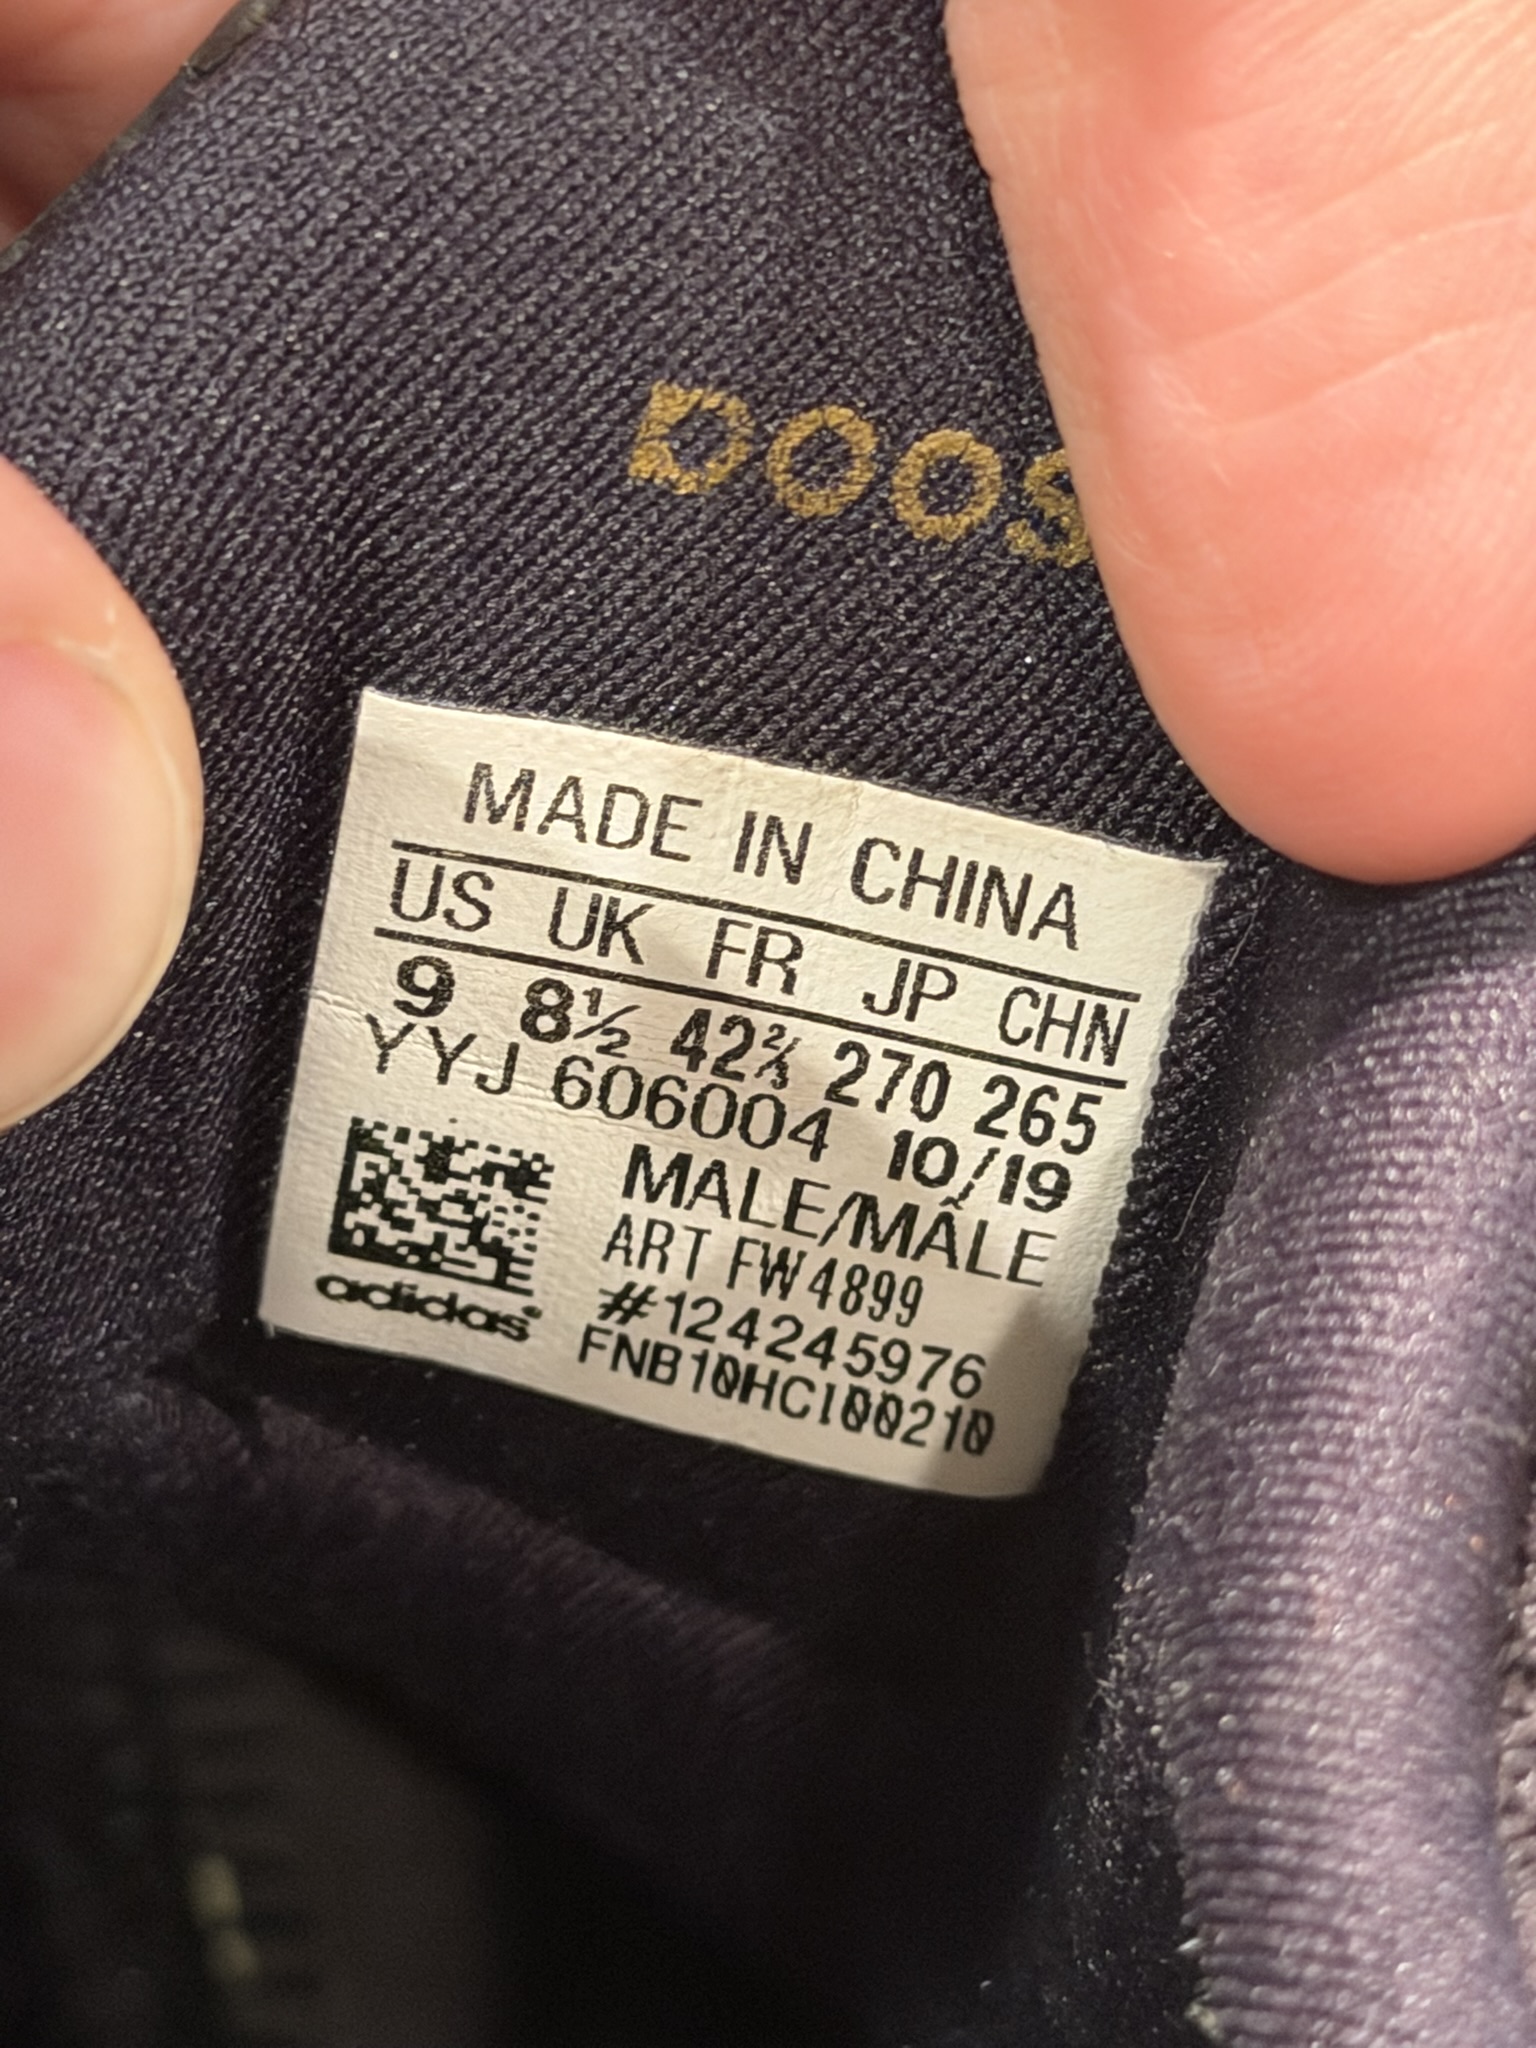 DOOS
MADE IN CHINA
US UK FR JP CHN
9 8½ 42⅔ 270 265
YYJ 606004 10/19
MALE/MÂLE
ART FW4899
#124245976
FNB10HCI00210
adidas